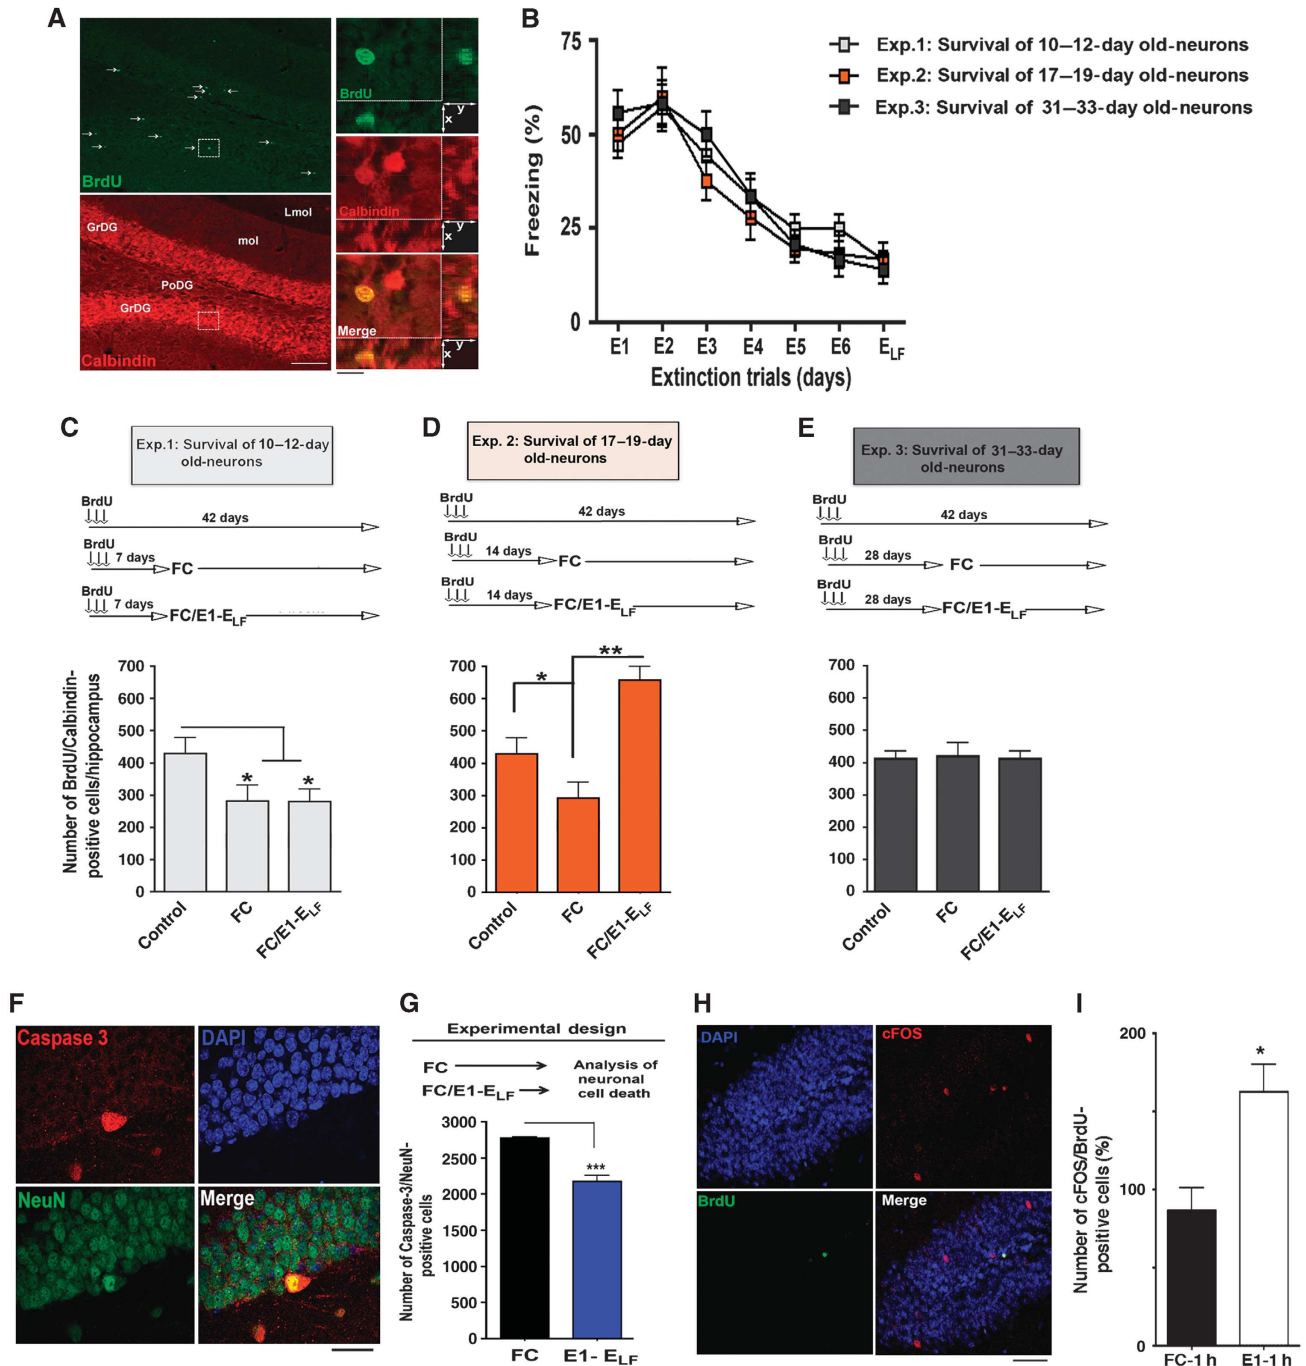 A
BrdU
GrDG
Lmol
mol
PoDG
GrDG
Calbindin
BrdU
y
x
Calbindin
y
x
Merge
y
x
B
75
50
25
0
Freezing (%)
E1 E2 E3 E4 E5 E6 ELF
Extinction trials (days)
Exp.1: Survival of 10–12-day old-neurons
Exp.2: Survival of 17–19-day old-neurons
Exp.3: Survival of 31–33-day old-neurons
C
Exp.1: Survival of 10–12-day
old-neurons
BrdU
42 days
BrdU
7 days
FC
BrdU
7 days
FC/E1-ELF
Number of BrdU/Calbindin-
positive cells/hippocampus
700
600
500
400
300
200
100
0
*
*
Control
FC
FC/E1-ELF
D
Exp. 2: Survival of 17–19-day
old-neurons
BrdU
42 days
BrdU
14 days
FC
BrdU
14 days
FC/E1-ELF
700
600
500
400
300
200
100
0
*
**
Control
FC
FC/E1-ELF
E
Exp. 3: Suvrival of 31–33-day
old-neurons
BrdU
42 days
BrdU
28 days
FC
BrdU
28 days
FC/E1-ELF
700
600
500
400
300
200
100
0
Control
FC
FC/E1-ELF
F
Caspase 3
DAPI
NeuN
Merge
G
Experimental design
FC
FC/E1-ELF
Analysis of
neuronal
cell death
Number of Caspase-3/NeuN-
positive cells
3000
2500
2000
1500
1000
500
0
***
FC
E1- ELF
H
DAPI
cFOS
BrdU
Merge
I
Number of cFOS/BrdU-
positive cells (%)
200
100
0
*
FC-1 h
E1-1 h